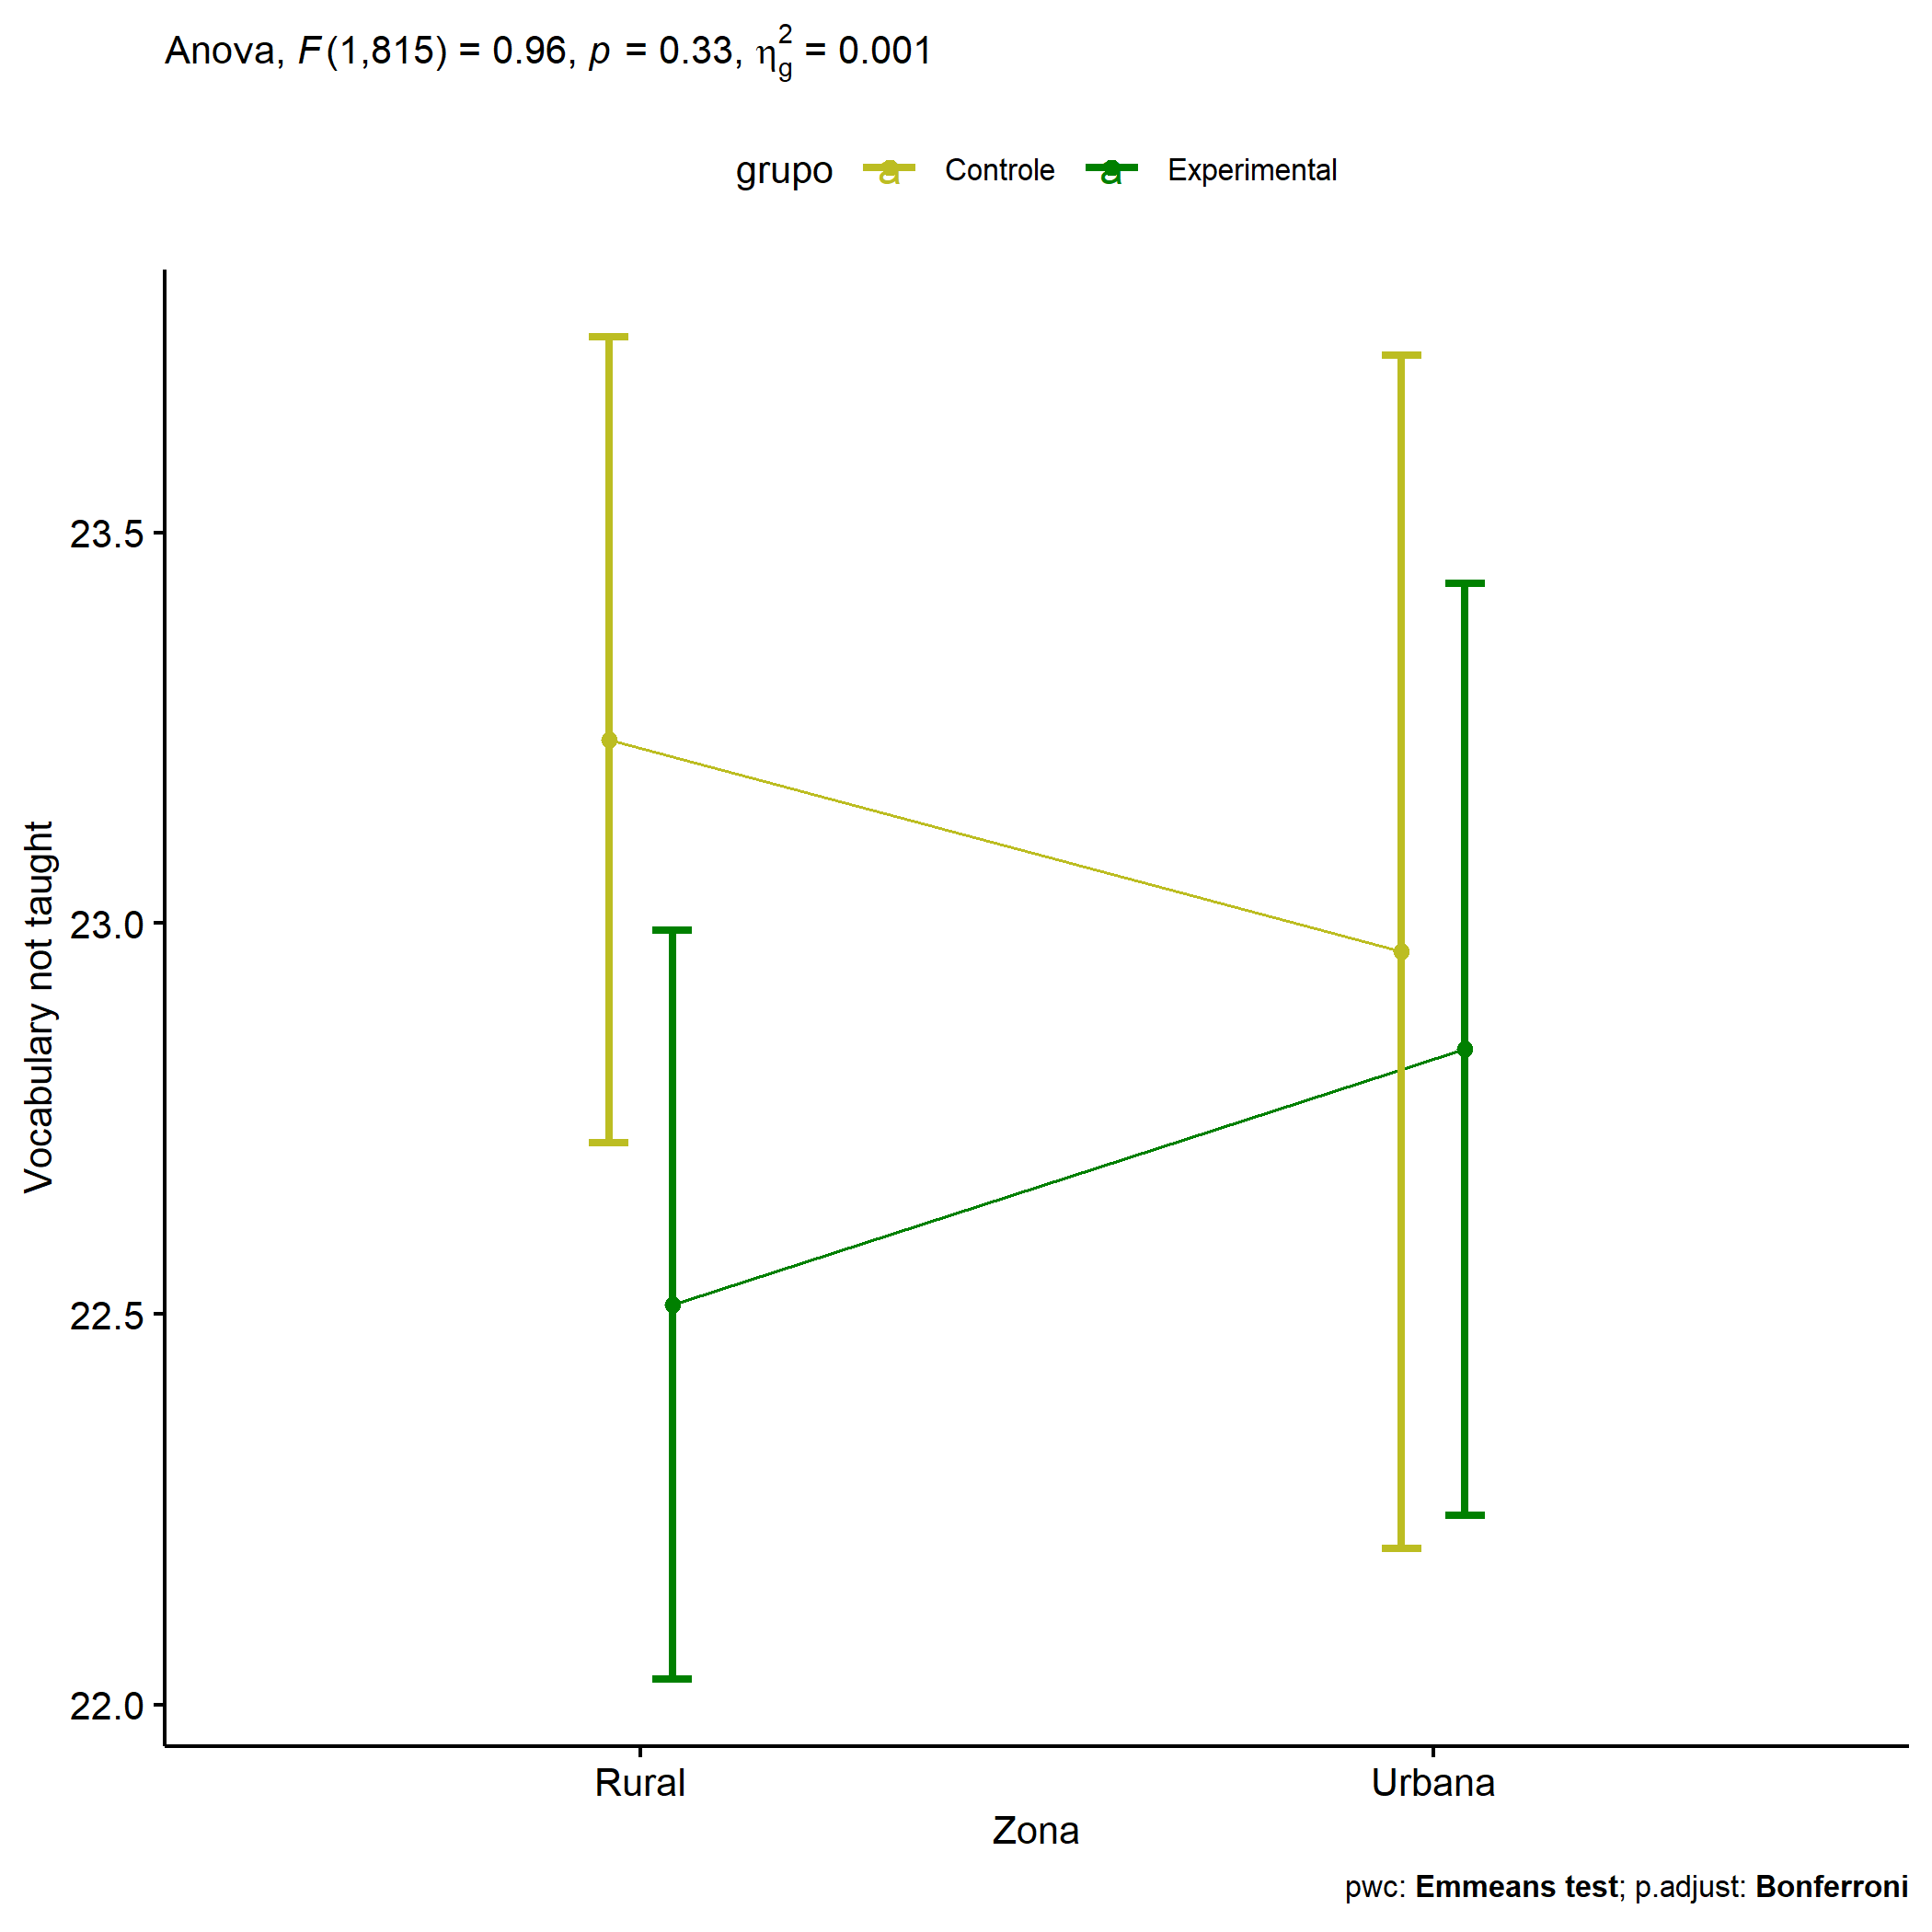 Anova, F(1,815) = 0.96, p = 0.33, η²g = 0.001
grupo a Controle a Experimental
23.5
23.0
22.5
22.0
Vocabulary not taught
Rural Urbana
Zona
pwc: Emmeans test; p.adjust: Bonferroni